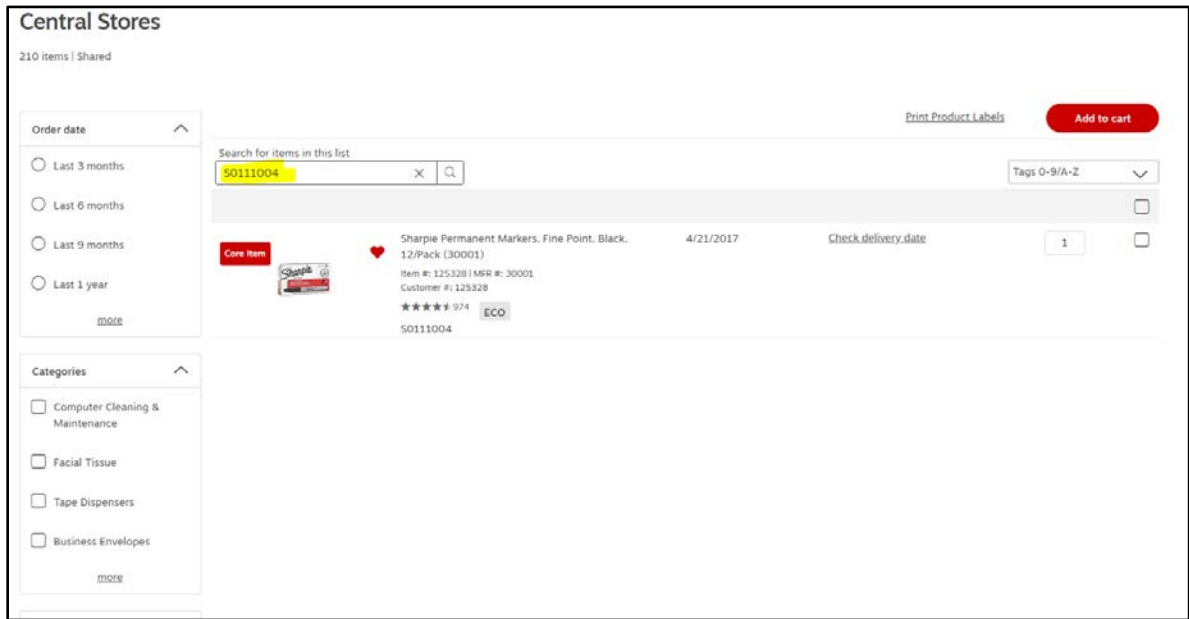 Central Stores
210 items | Shared
Print Product Labels
Add to cart
Order date
Last 3 months
Last 6 months
Last 9 months
Last 1 year
more
Search for items in this list
S0111004
Tags 0-9/A-Z
Core Item
Sharpie
Sharpie Permanent Markers, Fine Point, Black,
12/Pack (30001)
Item #: 125328 | MFR #: 30001
Customer #: 125328
974
ECO
S0111004
4/21/2017
Check delivery date
1
Categories
Computer Cleaning &
Maintenance
Facial Tissue
Tape Dispensers
Business Envelopes
more